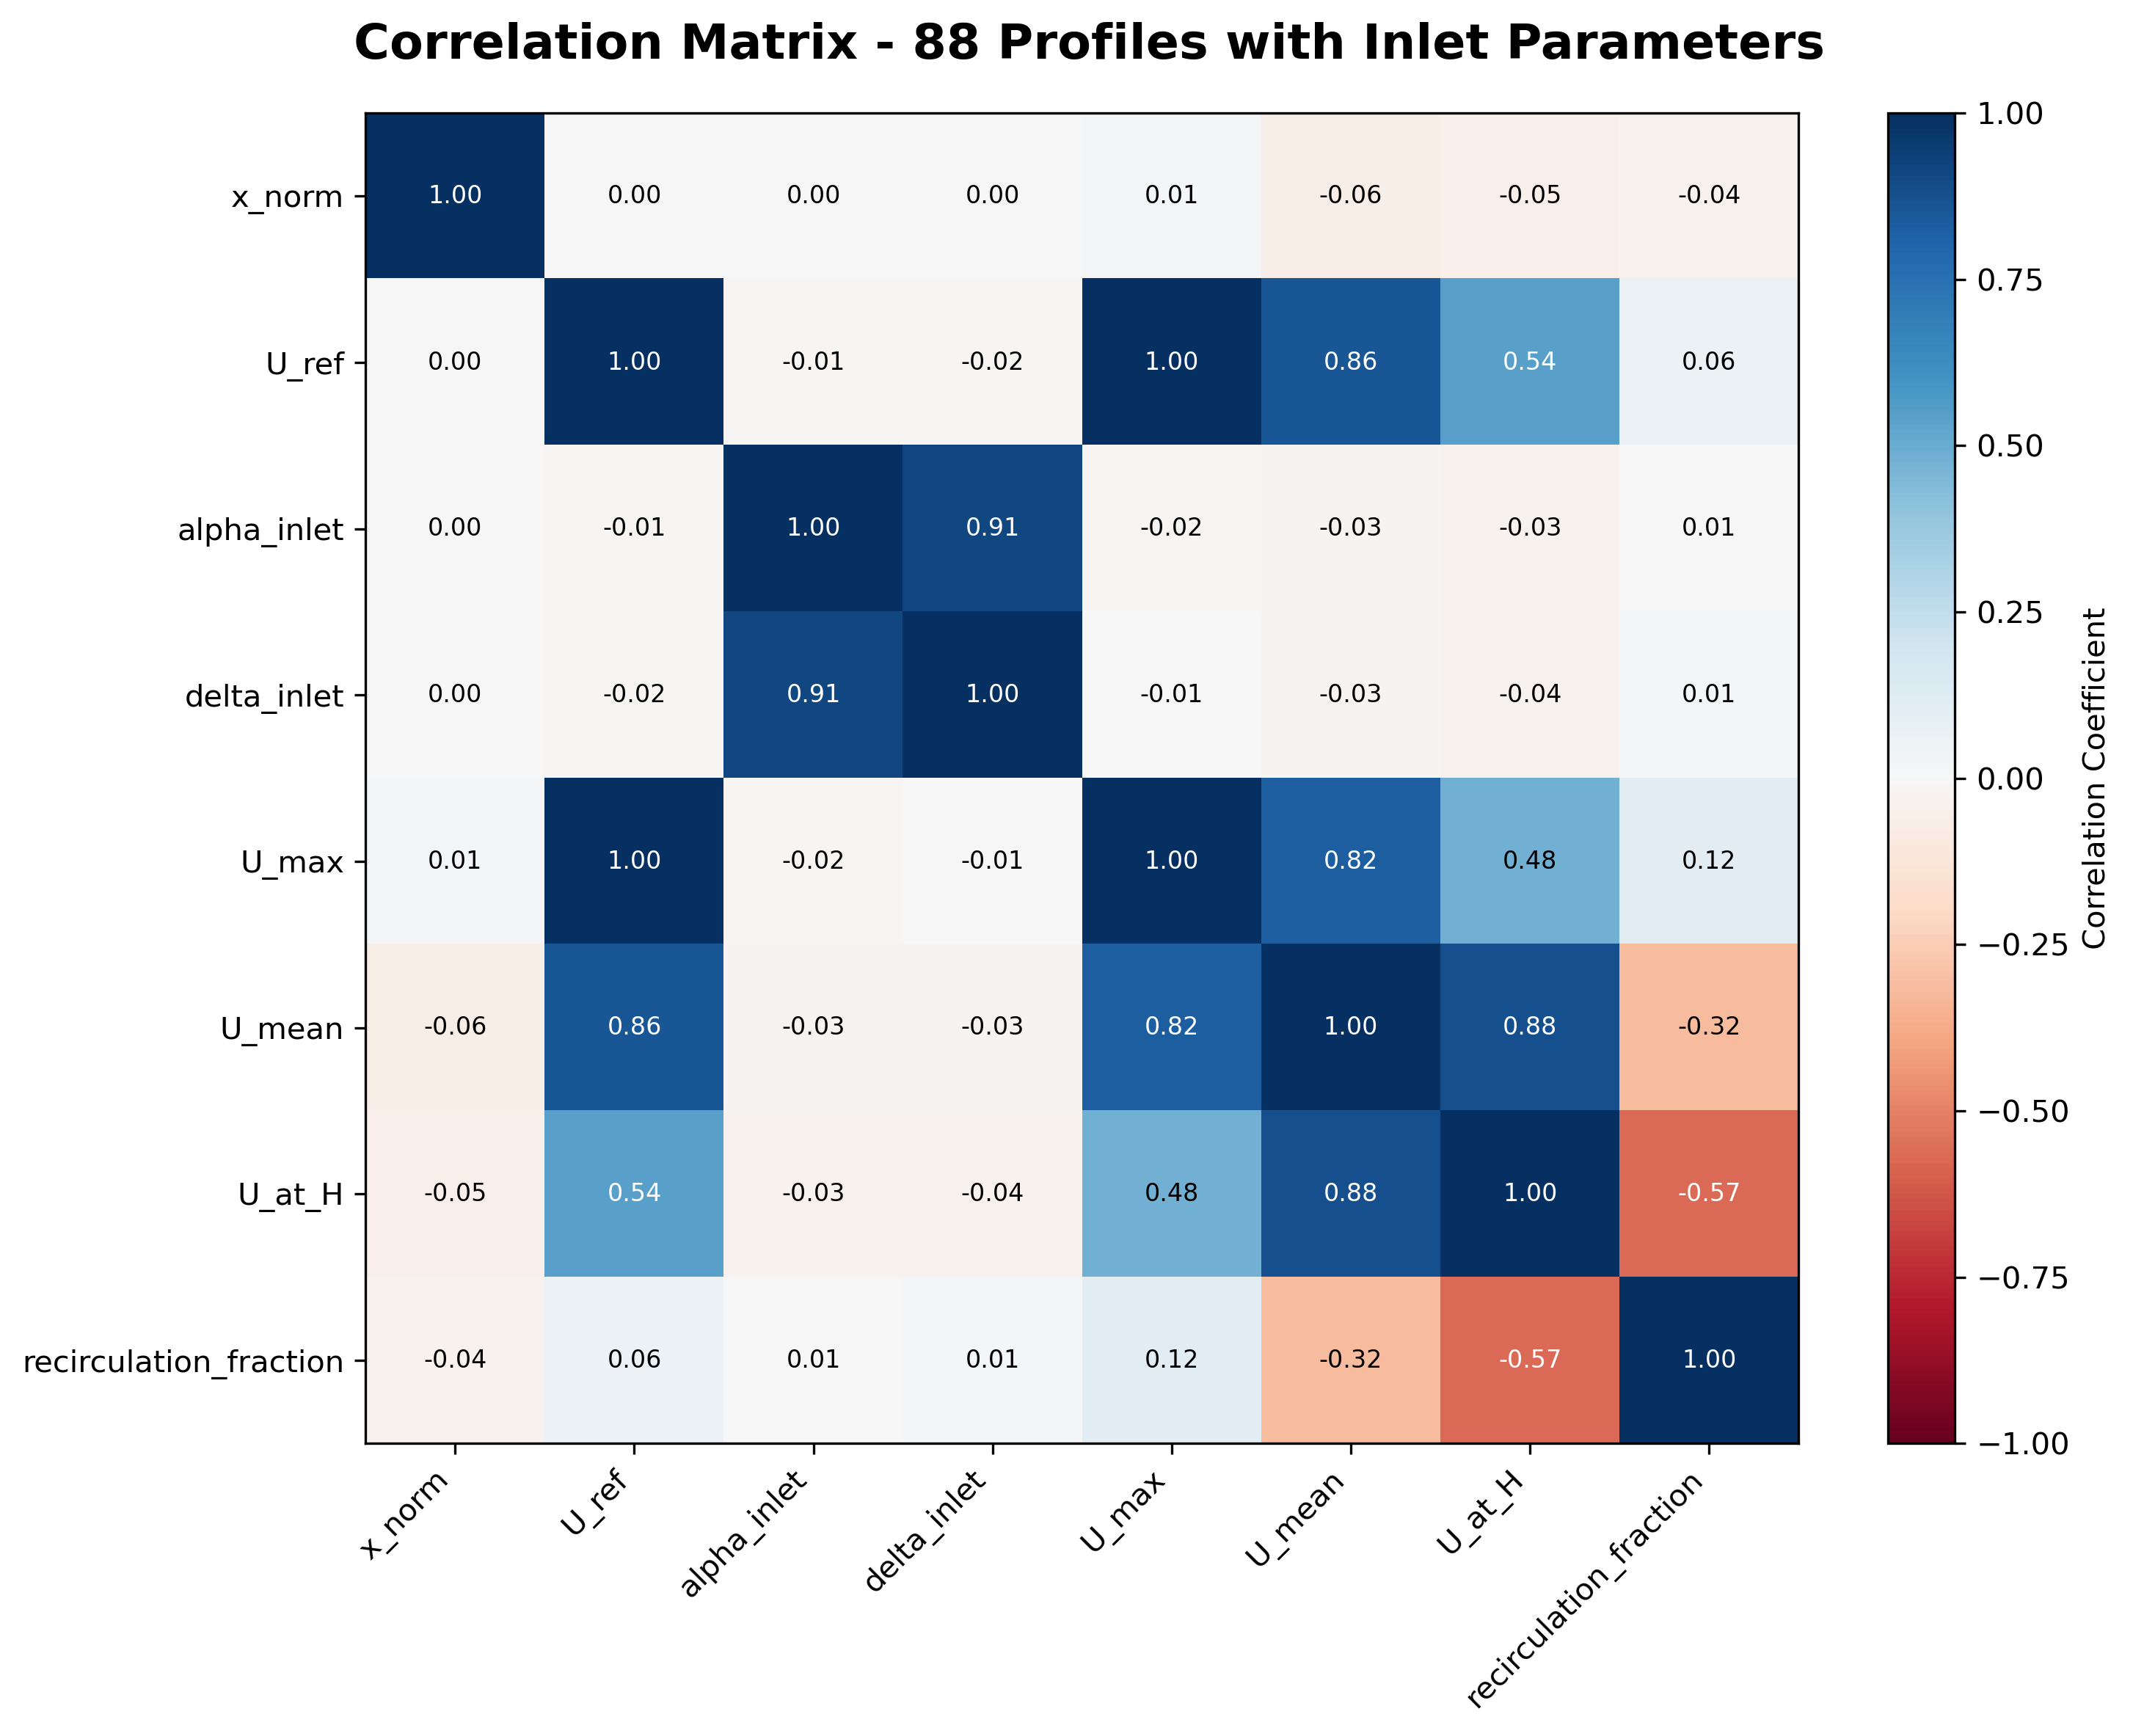 Correlation Matrix - 88 Profiles with Inlet Parameters
x_norm 1.00 0.00 0.00 0.00 0.01 -0.06 -0.05 -0.04
U_ref 0.00 1.00 -0.01 -0.02 1.00 0.86 0.54 0.06
alpha_inlet 0.00 -0.01 1.00 0.91 -0.02 -0.03 -0.03 0.01
delta_inlet 0.00 -0.02 0.91 1.00 -0.01 -0.03 -0.04 0.01
U_max 0.01 1.00 -0.02 -0.01 1.00 0.82 0.48 0.12
U_mean -0.06 0.86 -0.03 -0.03 0.82 1.00 0.88 -0.32
U_at_H -0.05 0.54 -0.03 -0.04 0.48 0.88 1.00 -0.57
recirculation_fraction -0.04 0.06 0.01 0.01 0.12 -0.32 -0.57 1.00
x_norm U_ref alpha_inlet delta_inlet U_max U_mean U_at_H recirculation_fraction
1.00
0.75
0.50
0.25
0.00
−0.25
−0.50
−0.75
−1.00
Correlation Coefficient